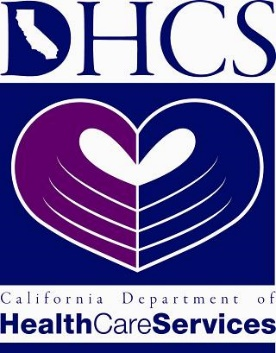 DHCS
California Department of
HealthCareServices